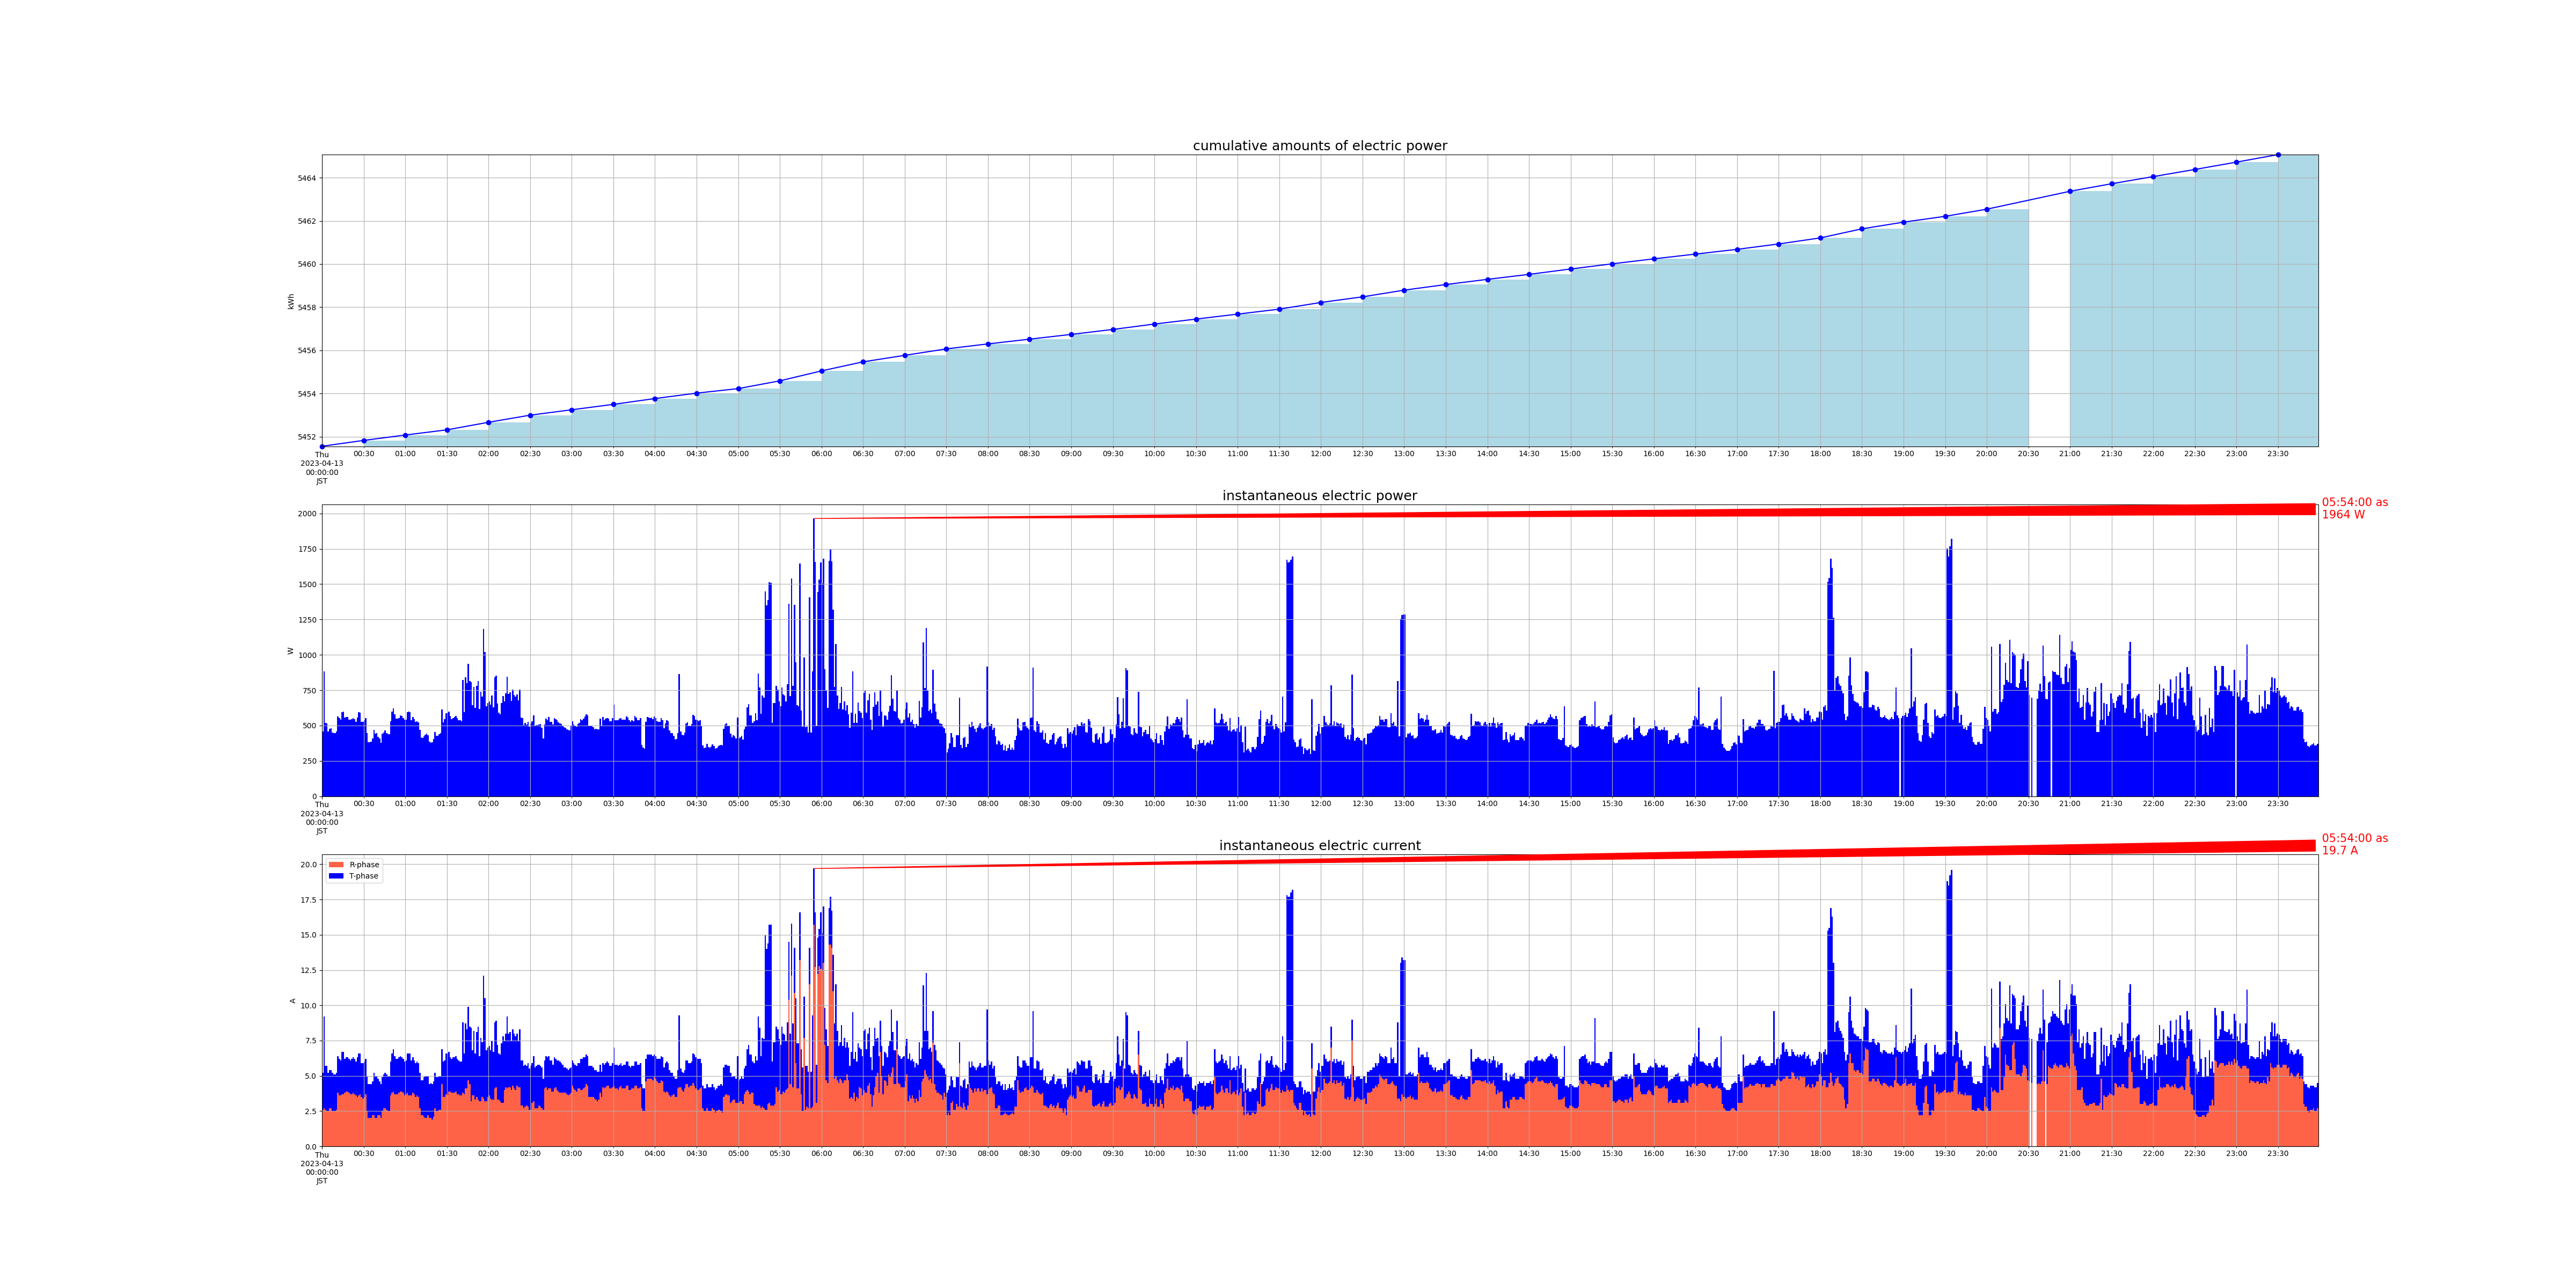 cumulative amounts of electric power
5464
5462
5460
5458
5456
5454
5452
kWh
00:30 01:00 01:30 02:00 02:30 03:00 03:30 04:00 04:30 05:00 05:30 06:00 06:30 07:00 07:30 08:00 08:30 09:00 09:30 10:00 10:30 11:00 11:30 12:00 12:30 13:00 13:30 14:00 14:30 15:00 15:30 16:00 16:30 17:00 17:30 18:00 18:30 19:00 19:30 20:00 20:30 21:00 21:30 22:00 22:30 23:00 23:30
Thu
2023-04-13
00:00:00
JST
instantaneous electric power
05:54:00 as
1964 W
2000
1750
1500
1250
1000
750
500
250
0
W
00:30 01:00 01:30 02:00 02:30 03:00 03:30 04:00 04:30 05:00 05:30 06:00 06:30 07:00 07:30 08:00 08:30 09:00 09:30 10:00 10:30 11:00 11:30 12:00 12:30 13:00 13:30 14:00 14:30 15:00 15:30 16:00 16:30 17:00 17:30 18:00 18:30 19:00 19:30 20:00 20:30 21:00 21:30 22:00 22:30 23:00 23:30
Thu
2023-04-13
00:00:00
JST
instantaneous electric current
05:54:00 as
19.7 A
R-phase
T-phase
20.0
17.5
15.0
12.5
10.0
7.5
5.0
2.5
0.0
A
00:30 01:00 01:30 02:00 02:30 03:00 03:30 04:00 04:30 05:00 05:30 06:00 06:30 07:00 07:30 08:00 08:30 09:00 09:30 10:00 10:30 11:00 11:30 12:00 12:30 13:00 13:30 14:00 14:30 15:00 15:30 16:00 16:30 17:00 17:30 18:00 18:30 19:00 19:30 20:00 20:30 21:00 21:30 22:00 22:30 23:00 23:30
Thu
2023-04-13
00:00:00
JST